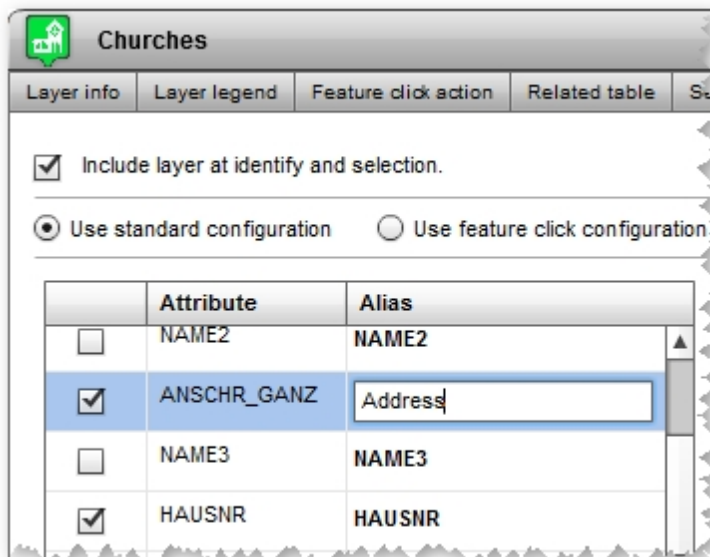 Churches
Layer info Layer legend Feature click action Related table
Include layer at identify and selection.
Use standard configuration Use feature click configuration
Attribute Alias
NAME2 NAME2
ANSCHR_GANZ Address
NAME3 NAME3
HAUSNR HAUSNR